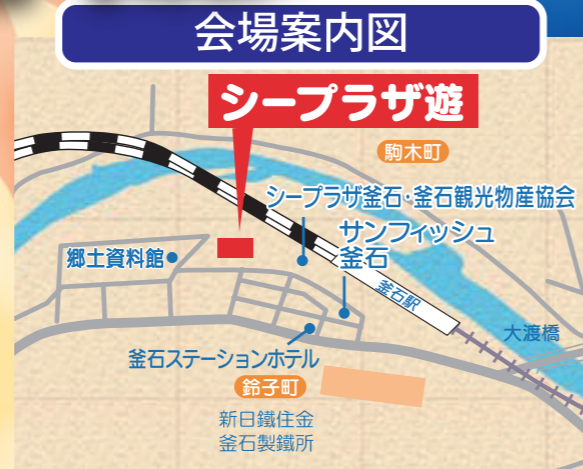 会場案内図
シープラザ遊
駒木町
シープラザ釜石・釜石観光物産協会
サンフィッシュ
釜石
郷土資料館
釜石駅
大渡橋
釜石ステーションホテル
鈴子町
新日鐵住金
釜石製鐵所